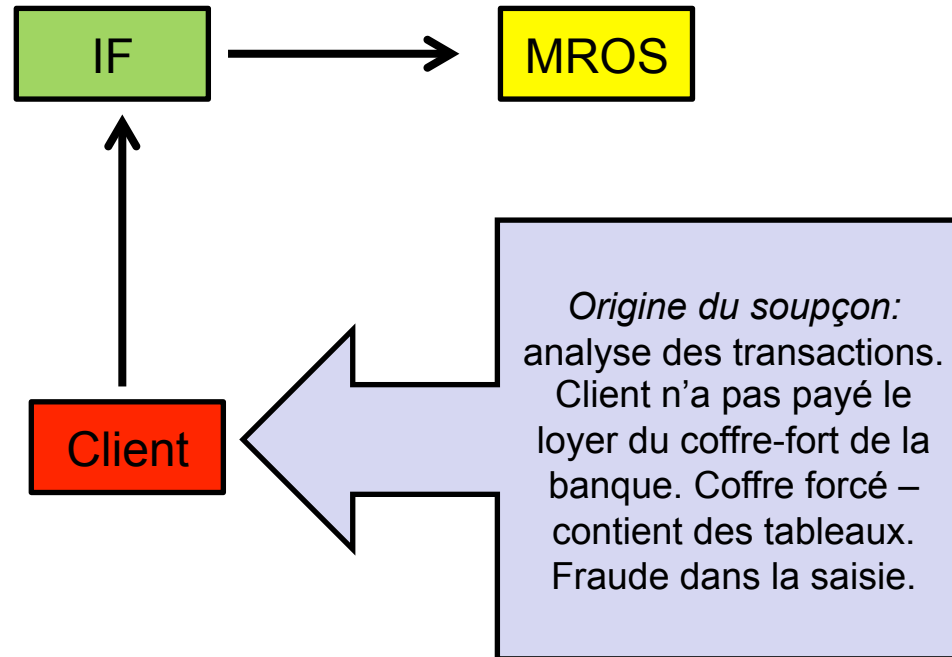 IF
MROS
Client
Origine du soupçon:
analyse des transactions.
Client n’a pas payé le
loyer du coffre-fort de la
banque. Coffre forcé –
contient des tableaux.
Fraude dans la saisie.